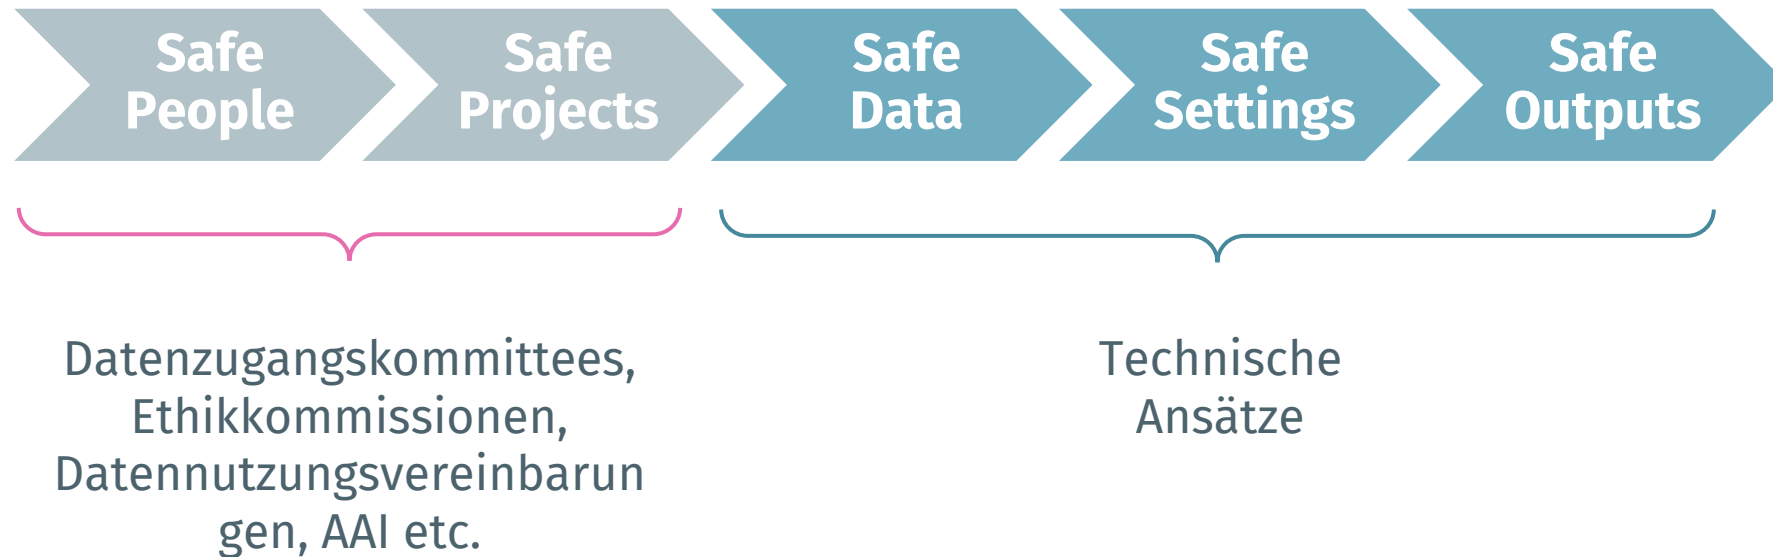 Safe
People
Safe
Projects
Safe
Data
Safe
Settings
Safe
Outputs
Datenzugangskommittees,
Ethikkommissionen,
Datennutzungsvereinbarun
gen, AAI etc.
Technische
Ansätze